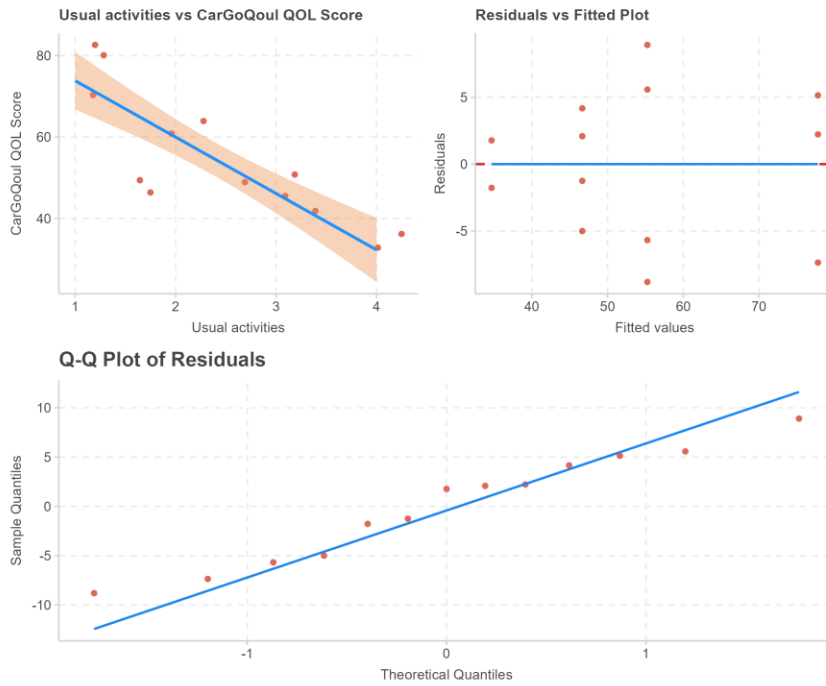 Usual activities vs CarGoQoul QOL Score
CarGoQoul QOL Score
80
60
40
1
2
3
4
Usual activities
Residuals vs Fitted Plot
Residuals
5
0
-5
40
50
60
70
Fitted values
Q-Q Plot of Residuals
Sample Quantiles
10
5
0
-5
-10
-1
0
1
Theoretical Quantiles